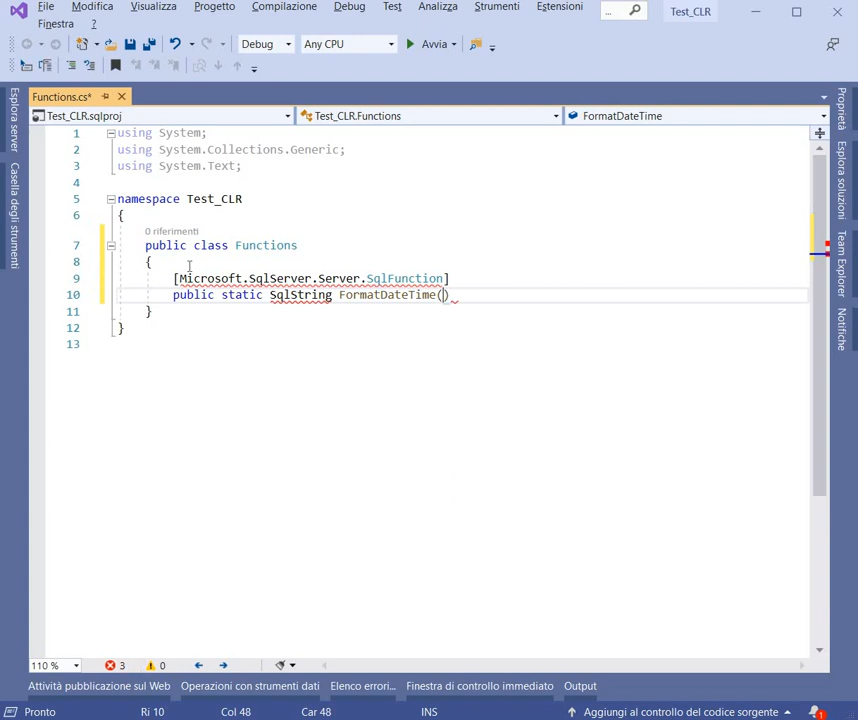 File Modifica Visualizza Progetto Compilazione Debug Test Analizza Strumenti Estensioni ... Test_CLR
Finestra ?
Debug Any CPU Avvia
Functions.cs*
Test_CLR.sqlproj Test_CLR.Functions FormatDateTime
Esplora server
Casella degli strumenti
1 using System;
2 using System.Collections.Generic;
3 using System.Text;
4
5 namespace Test_CLR
6 {
0 riferimenti
7 public class Functions
8 {
9 [Microsoft.SqlServer.Server.SqlFunction]
10 public static SqlString FormatDateTime()
11 }
12 }
13
Proprietà
Esplora soluzioni
Team Explorer
Notifiche
110 % 3 0
Attività pubblicazione sul Web Operazioni con strumenti dati Elenco errori... Finestra di controllo immediato Output
Pronto Ri 10 Col 48 Car 48 INS Aggiungi al controllo del codice sorgente 1